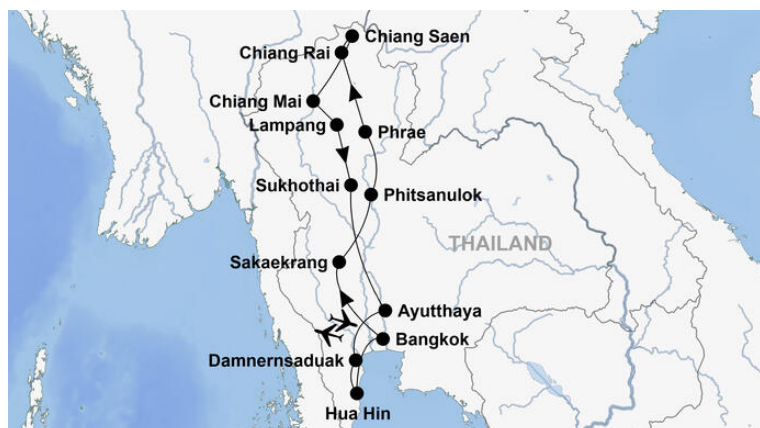 Chiang Saen
Chiang Rai
Chiang Mai
Lampang
Phrae
Sukhothai
Phitsanulok
THAILAND
Sakaekrang
Ayutthaya
Bangkok
Damnernsaduak
Hua Hin